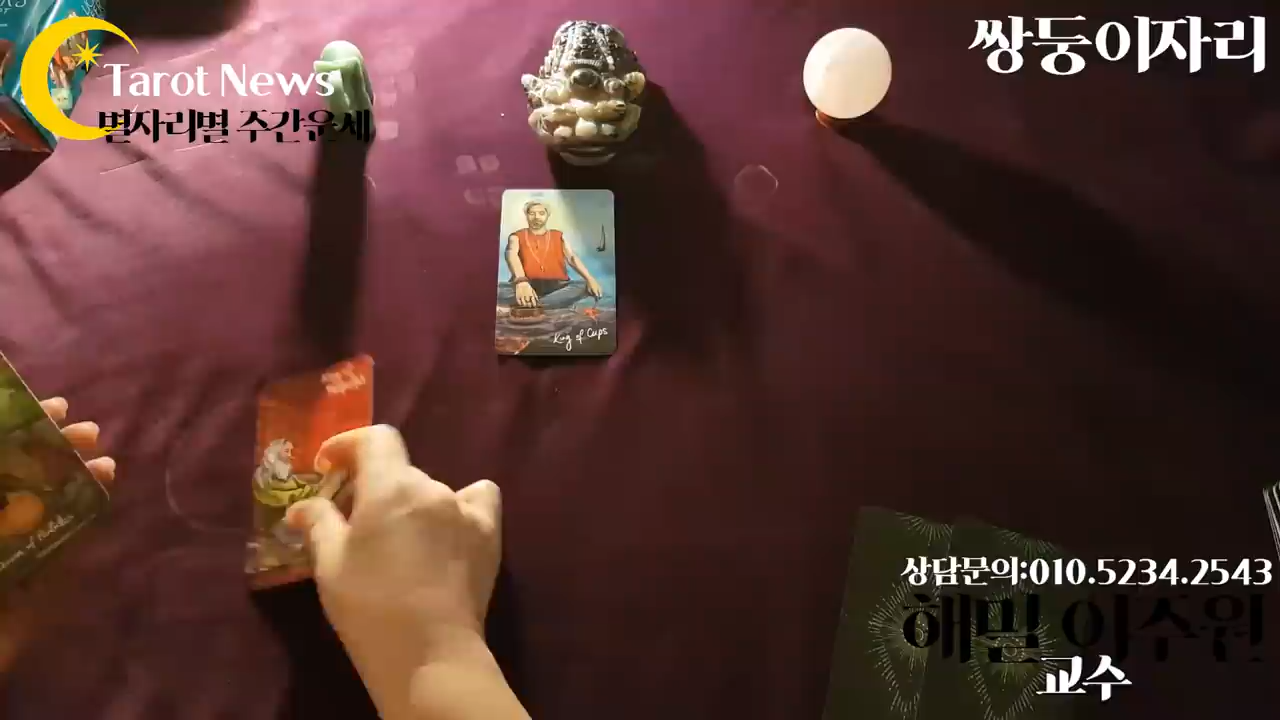 Tarot News
별자리별 주간운세
쌍둥이자리
King of Cups
상담문의:010.5234.2543
해밀 이주원
교수